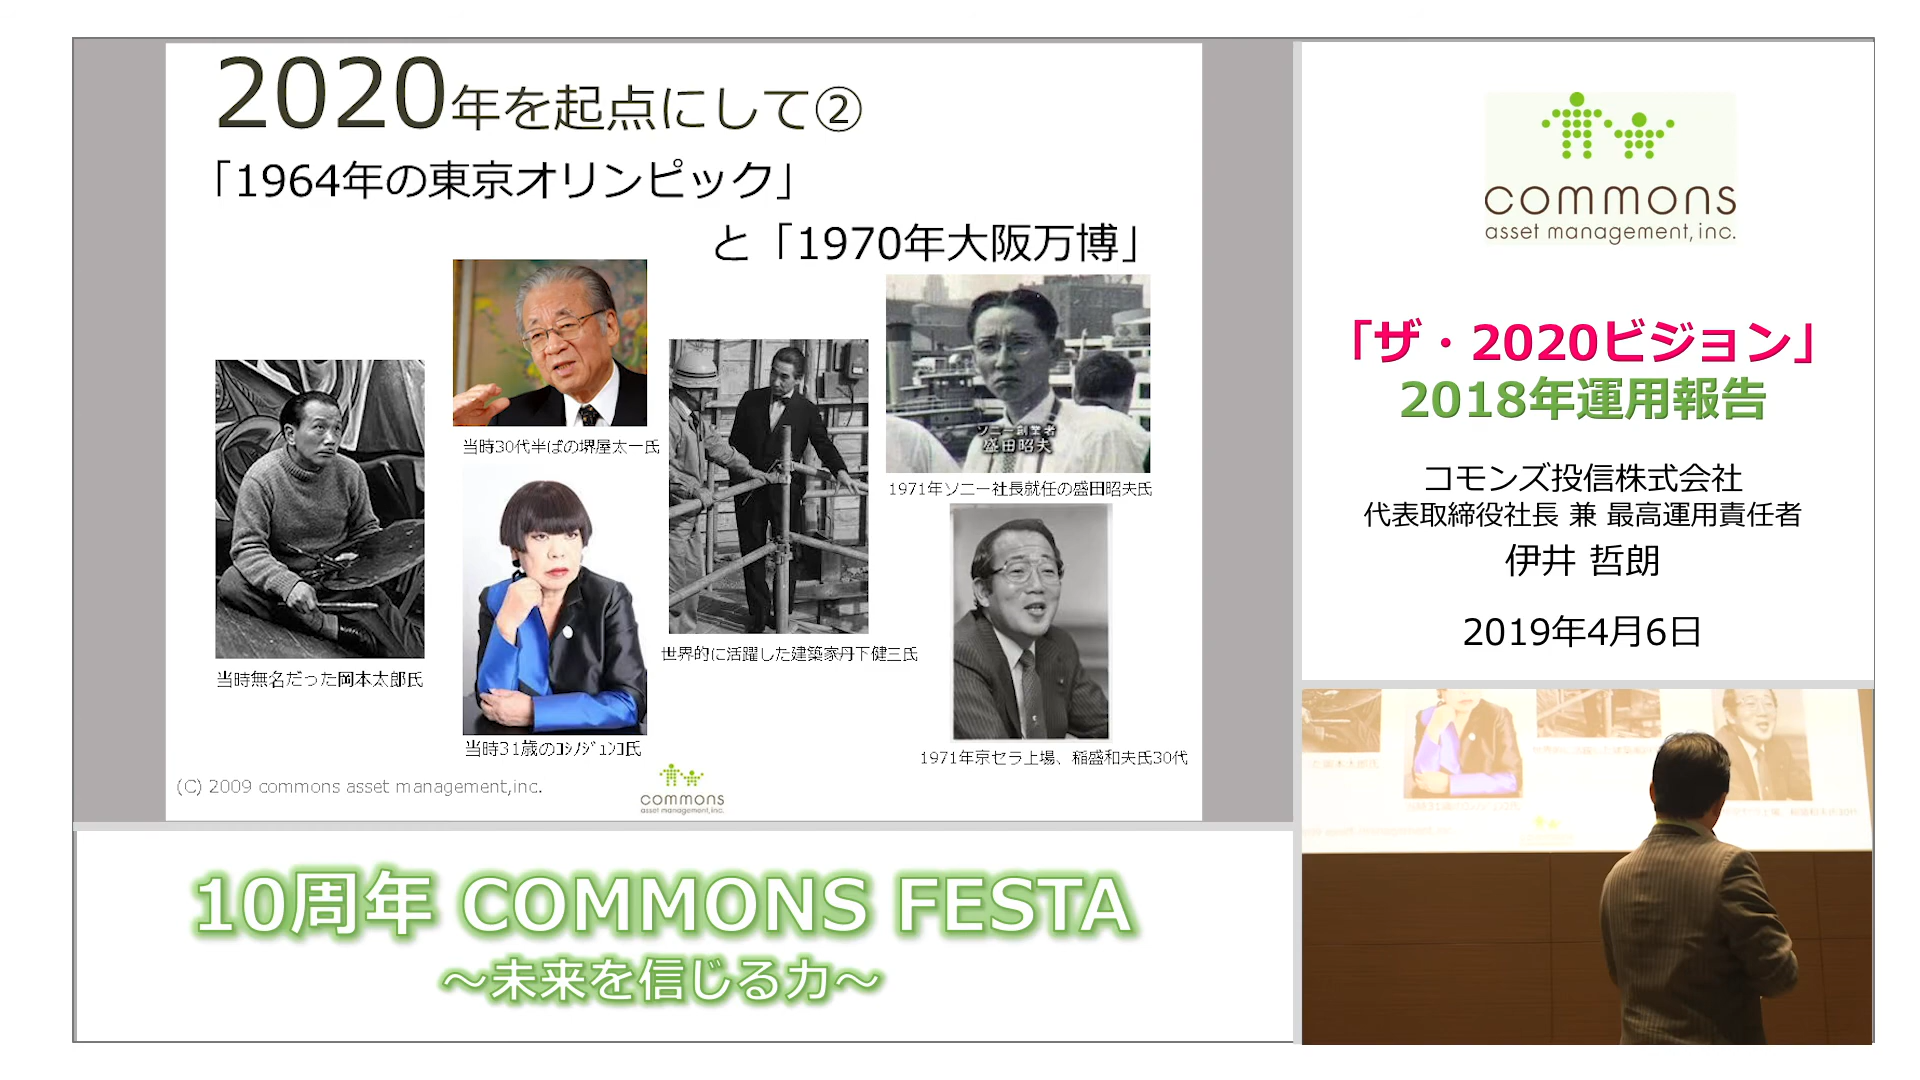 2020年を起点にして②
「1964年の東京オリンピック」
と「1970年大阪万博」
当時30代半ばの堺屋太一氏
ソニー創業者
盛田昭夫
1971年ソニー社長就任の盛田昭夫氏
世界的に活躍した建築家丹下健三氏
当時無名だった岡本太郎氏
当時31歳のｺｼﾉｼﾞｭﾝｺ氏
1971年京セラ上場、稲盛和夫氏30代
(C) 2009 commons asset management,inc.
commons
asset management,inc.
commons
asset management,inc.
「ザ・2020ビジョン」
2018年運用報告
コモンズ投信株式会社
代表取締役社長 兼 最高運用責任者
伊井 哲朗
2019年4月6日
10周年 COMMONS FESTA
～未来を信じる力～